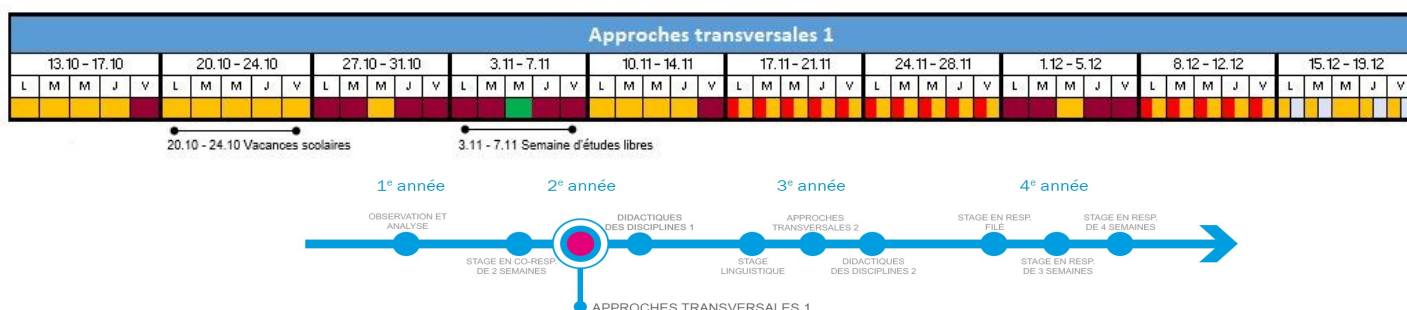 Approches transversales 1
13.10 - 17.10 20.10 - 24.10 27.10 - 31.10 3.11 - 7.11 10.11 - 14.11 17.11 - 21.11 24.11 - 28.11 1.12 - 5.12 8.12 - 12.12 15.12 - 19.12
L M M J V L M M J V L M M J V L M M J V L M M J V L M M J V L M M J V L M M J V L M M J V L M M J V
20.10 - 24.10 Vacances scolaires 3.11 - 7.11 Semaine d'études libres
1e année 2e année 3e année 4e année
OBSERVATION ET
ANALYSE
STAGE EN CO-RESP.
DE 2 SEMAINES
DIDACTIQUES
DES DISCIPLINES 1
STAGE
LINGUISTIQUE
APPROCHES
TRANSVERSALES 2
DIDACTIQUES
DES DISCIPLINES 2
STAGE EN RESP.
FILÉ
STAGE EN RESP.
DE 3 SEMAINES
STAGE EN RESP.
DE 4 SEMAINES
APPROCHES TRANSVERSALES 1